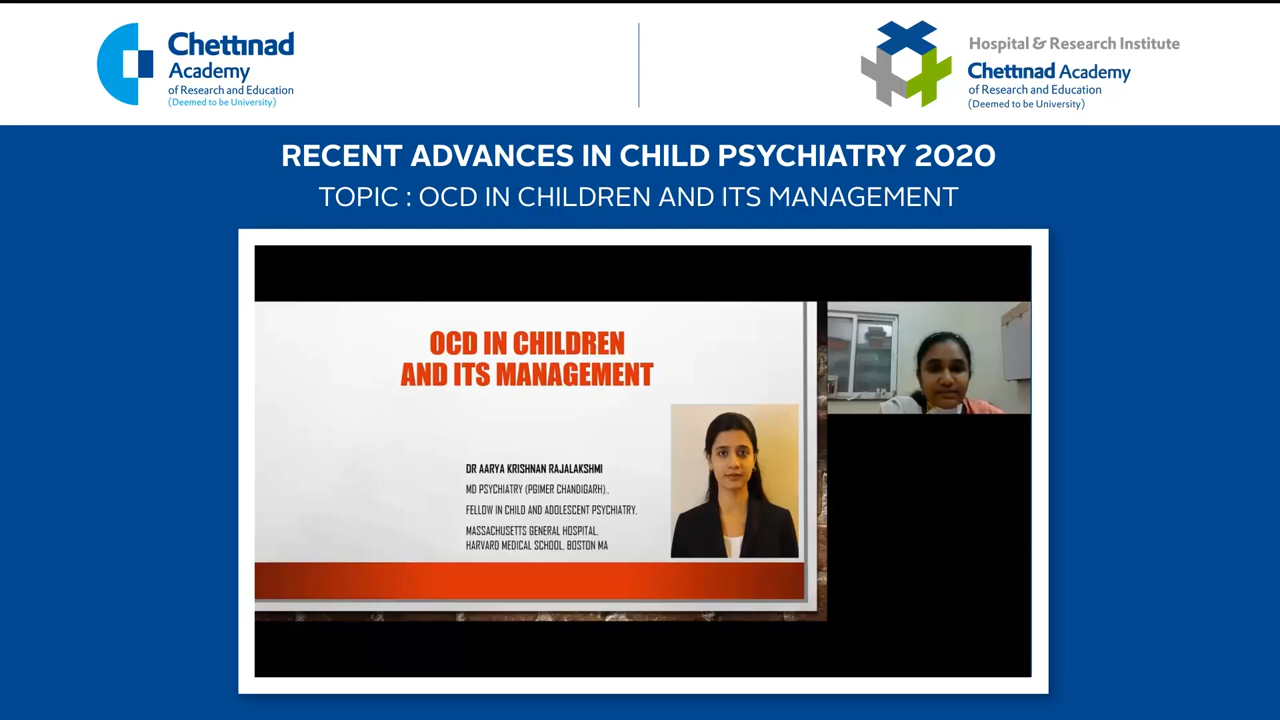 Chettinad
Academy
of Research and Education
(Deemed to be University)
Hospital & Research Institute
Chettinad Academy
of Research and Education
(Deemed to be University)
RECENT ADVANCES IN CHILD PSYCHIATRY 2020
TOPIC : OCD IN CHILDREN AND ITS MANAGEMENT
OCD IN CHILDREN
AND ITS MANAGEMENT
DR AARYA KRISHNAN RAJALAKSHMI
MD PSYCHIATRY (PGIMER CHANDIGARH).,
FELLOW IN CHILD AND ADOLESCENT PSYCHIATRY,
MASSACHUSETTS GENERAL HOSPITAL,
HARVARD MEDICAL SCHOOL, BOSTON MA